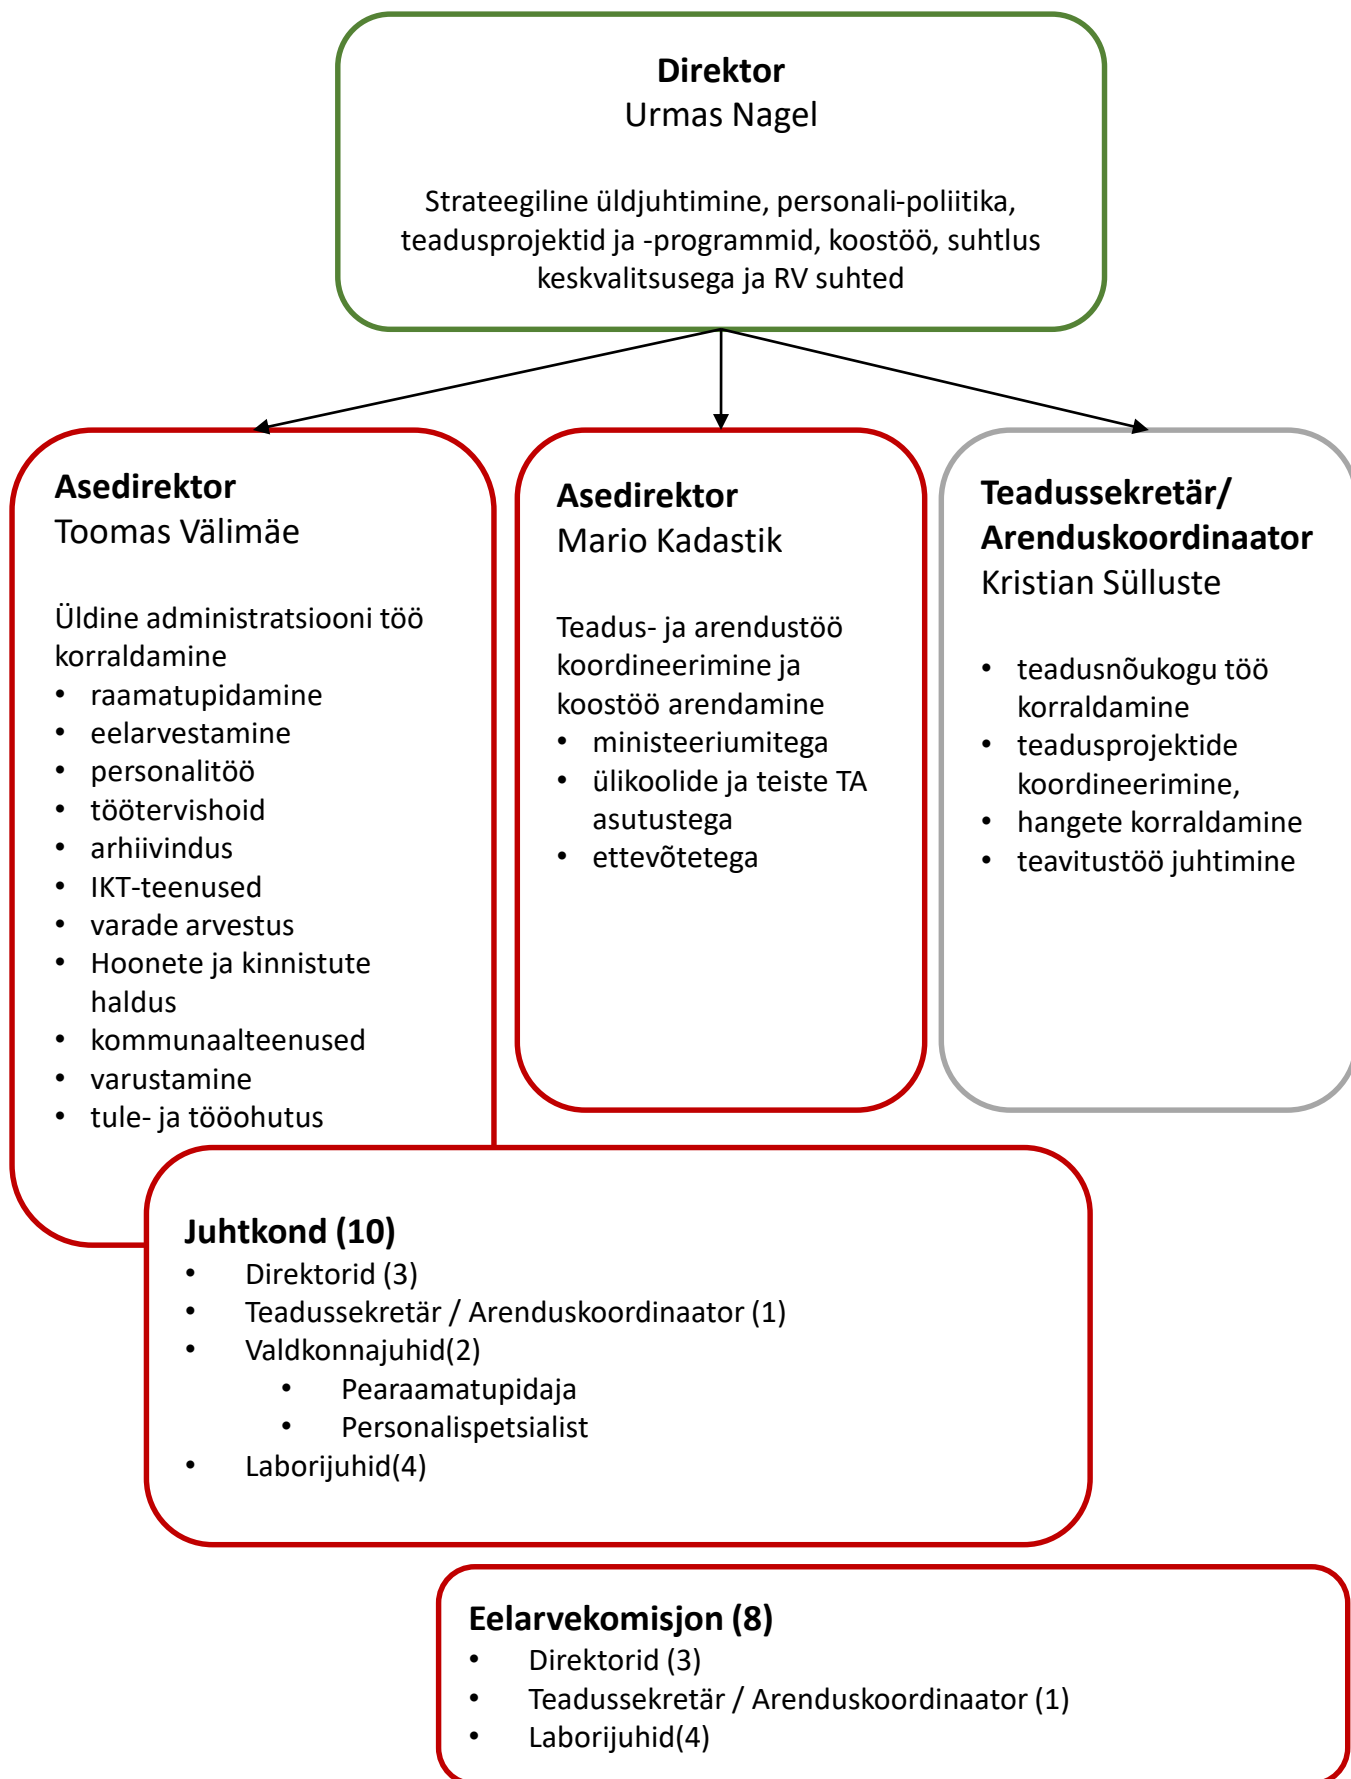 Direktor
Urmas Nagel
Strateegiline üldjuhtimine, personali-poliitika,
teadusprojektid ja -programmid, koostöö, suhtlus
keskvalitsusega ja RV suhted
Asedirektor
Toomas Välimäe
Üldine administratsiooni töö
korraldamine
• raamatupidamine
• eelarvestamine
• personalitöö
• töötervishoid
• arhiivindus
• IKT-teenused
• varade arvestus
• Hoonete ja kinnistute
haldus
• kommunaalteenused
• varustamine
• tule- ja tööohutus
Asedirektor
Mario Kadastik
Teadus- ja arendustöö
koordineerimine ja
koostöö arendamine
• ministeeriumitega
• ülikoolide ja teiste TA
asutustega
• ettevõtetega
Teadussekretär/
Arenduskoordinaator
Kristian Sülluste
• teadusnõukogu töö
korraldamine
• teadusprojektide
koordineerimine,
• hangete korraldamine
• teavitustöö juhtimine
Juhtkond (10)
• Direktorid (3)
• Teadussekretär / Arenduskoordinaator (1)
• Valdkonnajuhid(2)
• Pearaamatupidaja
• Personalispetsialist
• Laborijuhid(4)
Eelarvekomisjon (8)
• Direktorid (3)
• Teadussekretär / Arenduskoordinaator (1)
• Laborijuhid(4)